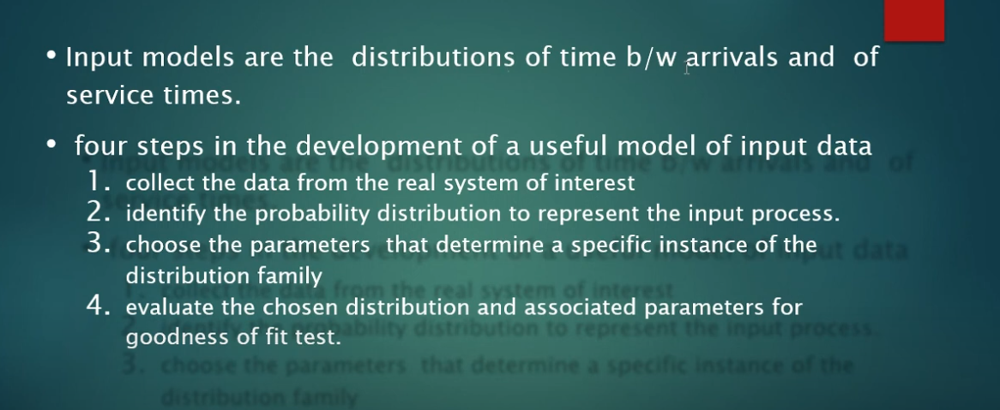 • Input models are the distributions of time b/w arrivals and of
service times.
• four steps in the development of a useful model of input data
1. collect the data from the real system of interest
2. identify the probability distribution to represent the input process.
3. choose the parameters that determine a specific instance of the
distribution family
4. evaluate the chosen distribution and associated parameters for
goodness of fit test.